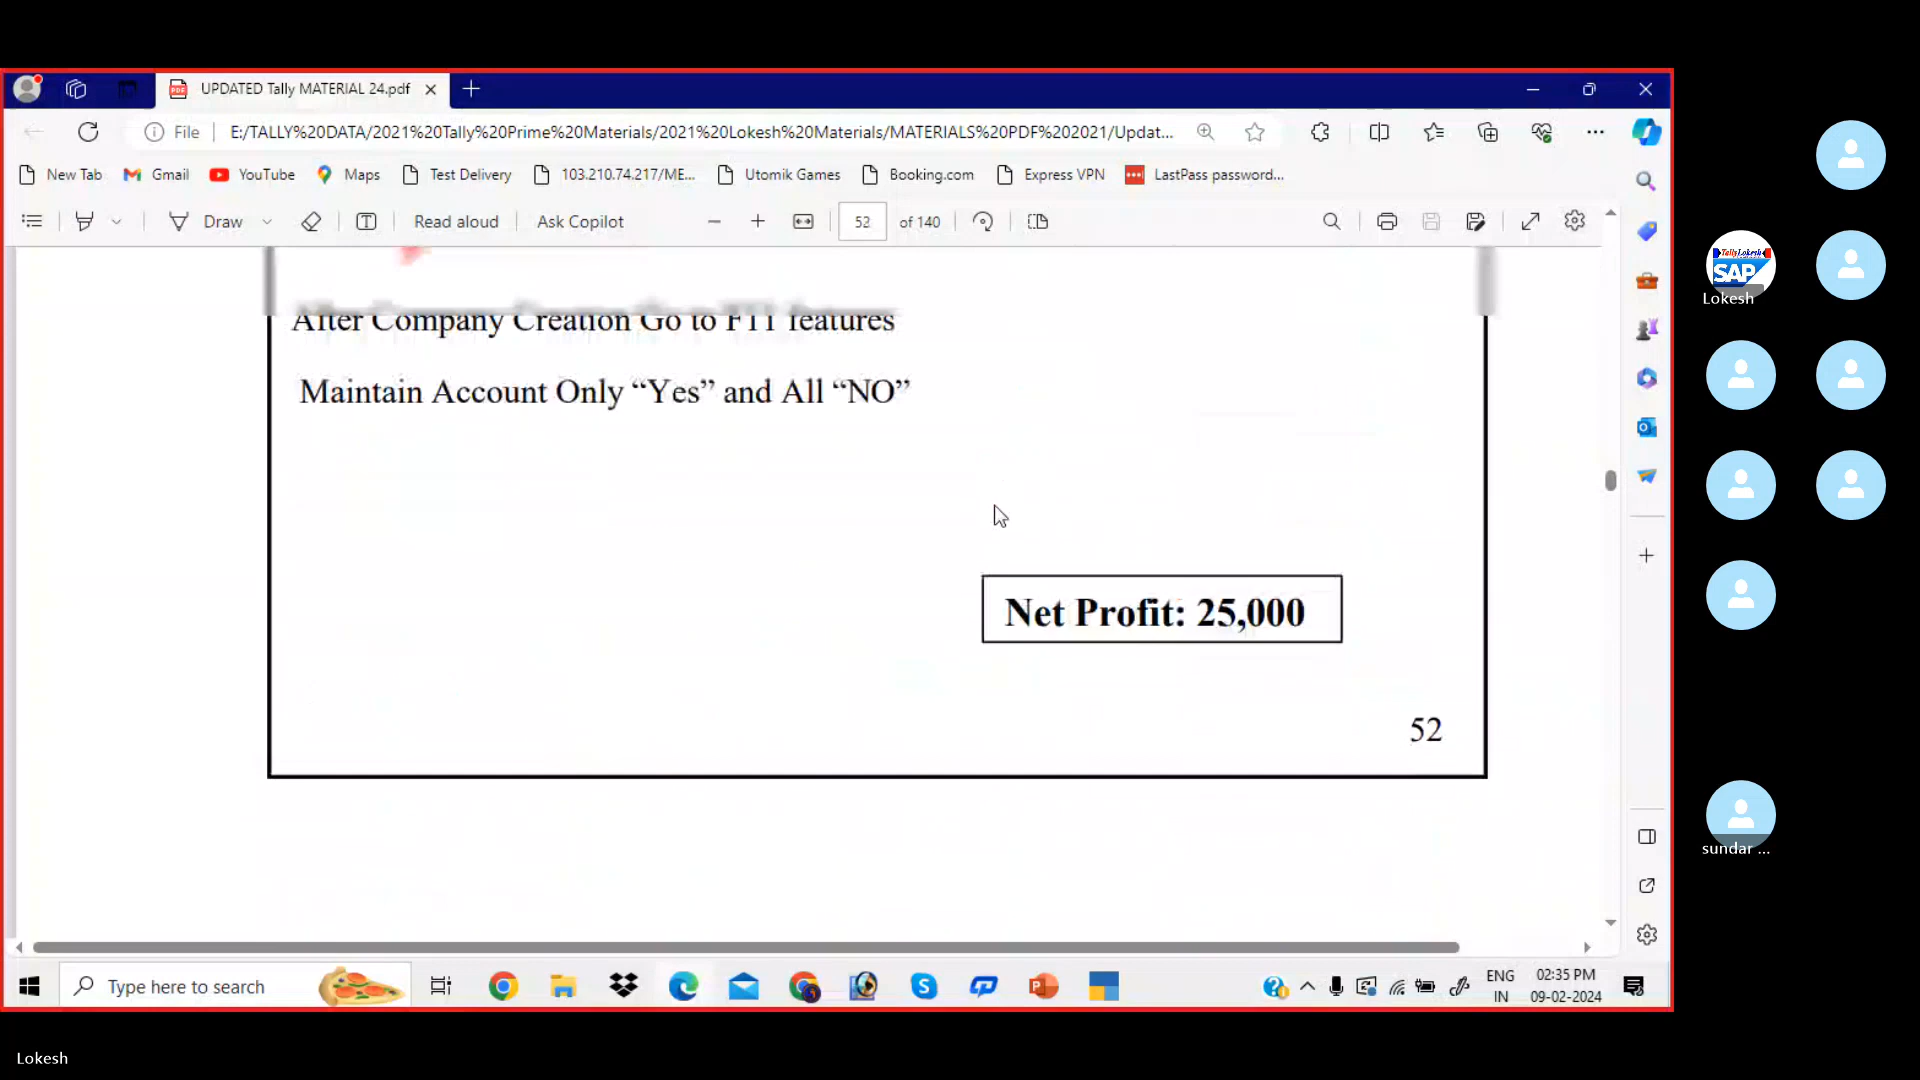 UPDATED Tally MATERIAL 24.pdf
File
E:/TALLY%20DATA/2021%20Tally%20Prime%20Materials/2021%20Lokesh%20Materials/MATERIALS%20PDF%202021/Updat...
New Tab
Gmail
YouTube
Maps
Test Delivery
103.210.74.217/ME...
Utomik Games
Booking.com
Express VPN
LastPass password...
Draw
Read aloud
Ask Copilot
52 of 140
After Company Creation Go to F11 features
Maintain Account Only “Yes” and All “NO”
Net Profit: 25,000
52
Type here to search
ENG
IN
02:35 PM
09-02-2024
TallyLokesh
SAP
Lokesh
sundar ...
Lokesh